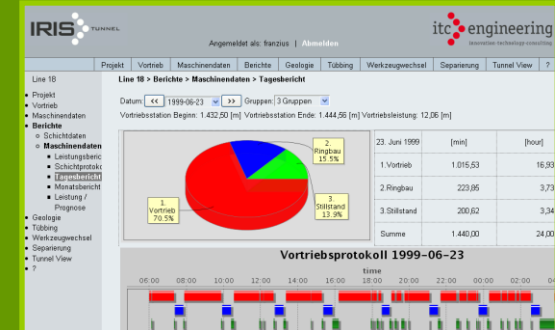 IRIS TUNNEL
itc engineering
innovation technology consulting
Angemeldet als: franzius | Abmelden
Projekt Vortrieb Maschinendaten Berichte Geologie Tübbing Werkzeugwechsel Separierung Tunnel View ?
Line 18
Line 18 > Berichte > Maschinendaten > Tagesbericht
Projekt
Vortrieb
Maschinendaten
Berichte
Schichtdaten
Maschinendaten
Leistungsberic
Schichtprotoko
Tagesbericht
Monatsbericht
Leistung /
Prognose
Geologie
Tübbing
Werkzeugwechsel
Separierung
Tunnel View
?
Datum: << 1999-06-23 >> Gruppen: 3 Gruppen
Vortriebsstation Beginn: 1.432,50 [m] Vortriebsstation Ende: 1.444,56 [m] Vortriebsleistung: 12,06 [m]
2.
Ringbau
15.5%
1.
Vortrieb
70.5%
3.
Stillstand
13.9%
23. Juni 1999 [min] [hour]
1.Vortrieb 1.015,53 16,93
2.Ringbau 223,85 3,73
3.Stillstand 200,62 3,34
Summe 1.440,00 24,00
Vortriebsprotokoll 1999-06-23
time
06:00 08:00 10:00 12:00 14:00 16:00 18:00 20:00 22:00 00:00 02:00 04